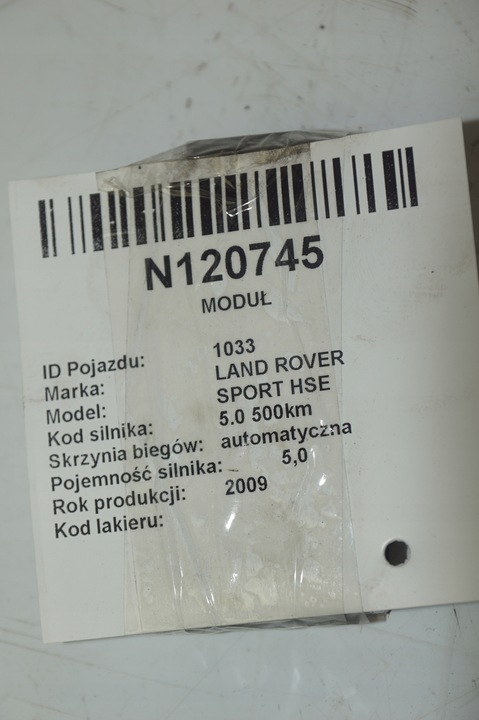 N120745
MODUŁ
ID Pojazdu: 1033
Marka: LAND ROVER
Model: SPORT HSE
Kod silnika: 5.0 500km
Skrzynia biegów: automatyczna
Pojemność silnika: 5,0
Rok produkcji: 2009
Kod lakieru: